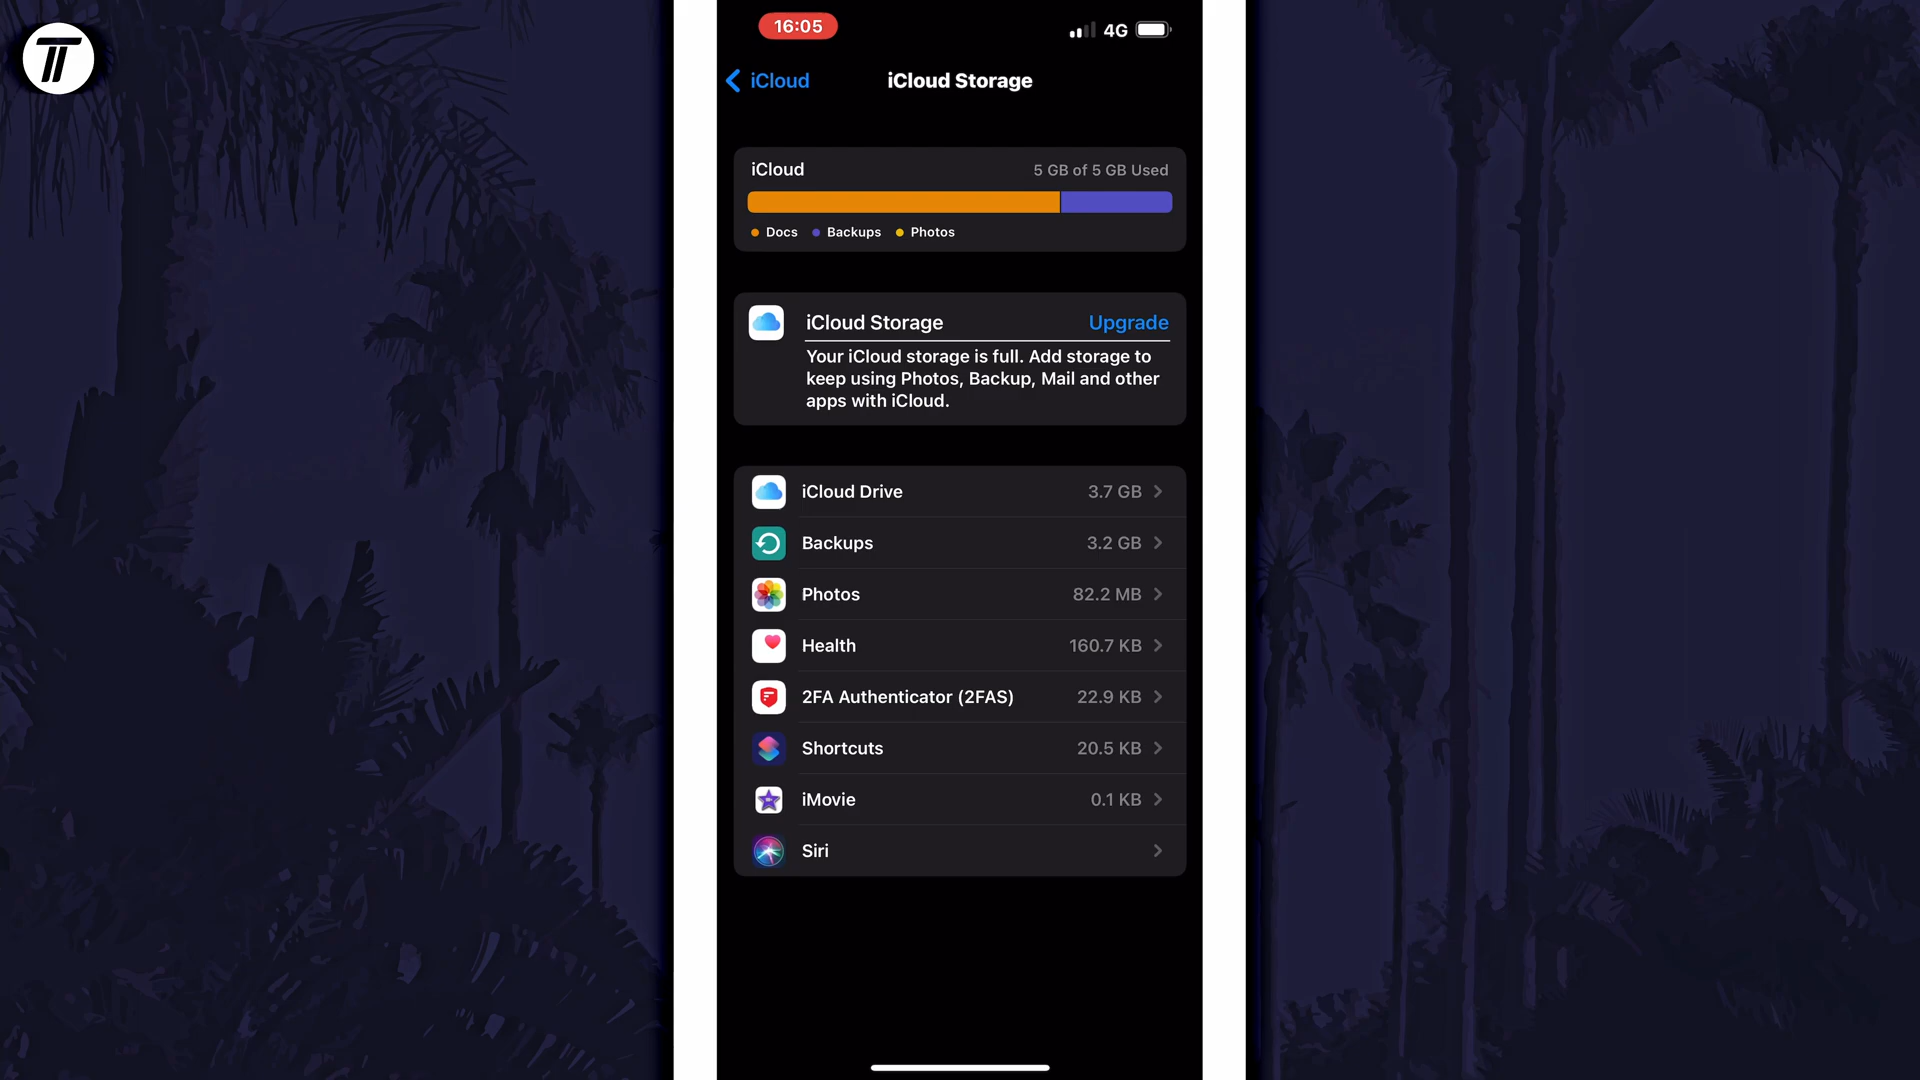 16:05
4G
iCloud
iCloud Storage
iCloud
5 GB of 5 GB Used
Docs
Backups
Photos
iCloud Storage
Upgrade
Your iCloud storage is full. Add storage to
keep using Photos, Backup, Mail and other
apps with iCloud.
iCloud Drive
3.7 GB
Backups
3.2 GB
Photos
82.2 MB
Health
160.7 KB
2FA Authenticator (2FAS)
22.9 KB
Shortcuts
20.5 KB
iMovie
0.1 KB
Siri